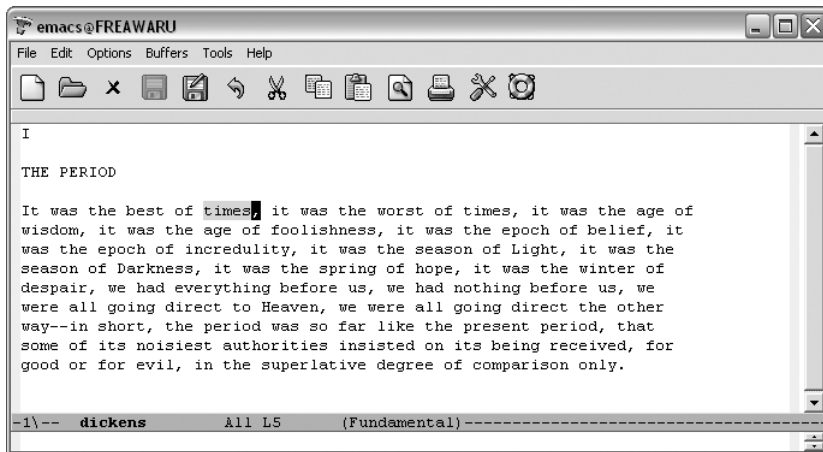 emacs@FREAWARU
File Edit Options Buffers Tools Help
I
THE PERIOD
It was the best of times, it was the worst of times, it was the age of
wisdom, it was the age of foolishness, it was the epoch of belief, it
was the epoch of incredulity, it was the season of Light, it was the
season of Darkness, it was the spring of hope, it was the winter of
despair, we had everything before us, we had nothing before us, we
were all going direct to Heaven, we were all going direct the other
way--in short, the period was so far like the present period, that
some of its noisiest authorities insisted on its being received, for
good or for evil, in the superlative degree of comparison only.
-1\-- dickens All L5 (Fundamental)--------------------------------------